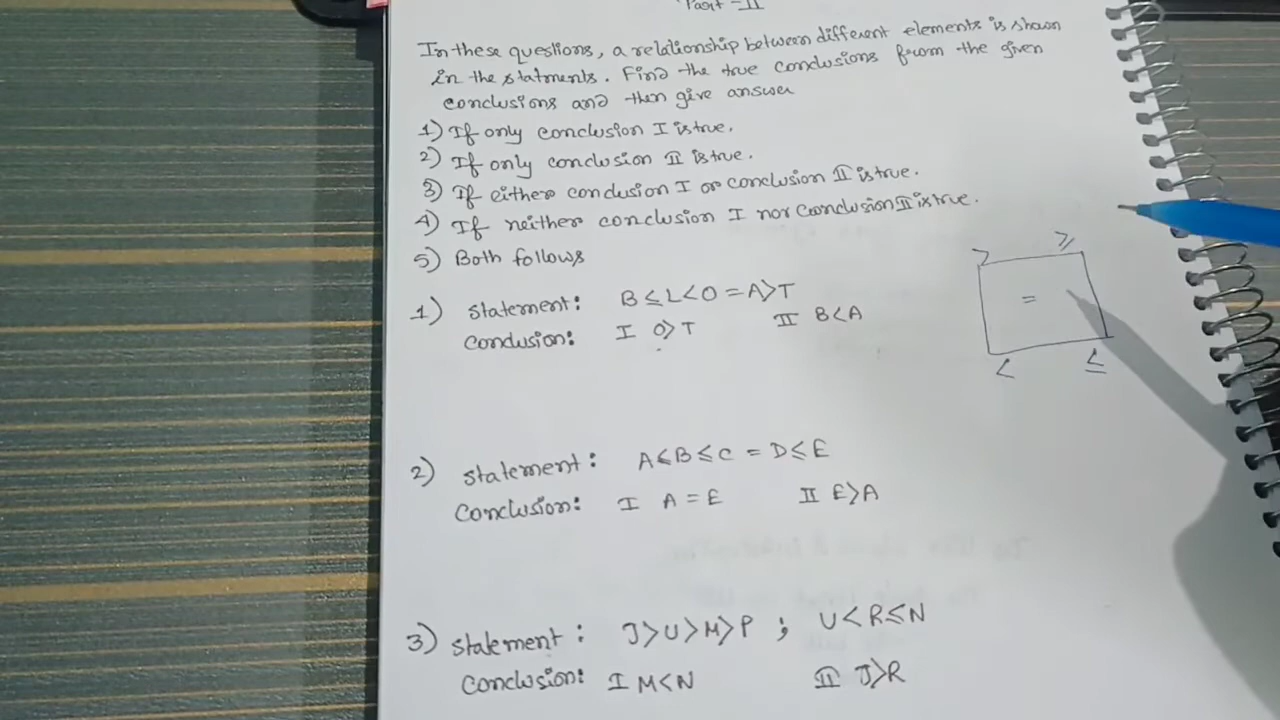 Part - II
In these questions, a relationship between different elements is shown
in the statments. Find the true conclusions from the given
conclusions and then give answer
1) If only conclusion I is true.
2) If only conclusion II is true.
3) If either conclusion I or conclusion II is true.
4) If neither conclusion I nor conclusion II is true.
5) Both follows
> ≥
=
< ≤
1) statement: B ≤ L < O = A > T
Conclusion: I O > T II B < A
2) statement: A ≤ B ≤ C = D ≤ E
Conclusion: I A = E II E > A
3) statement: J > U > M > P ; U < R ≤ N
Conclusion: I M < N II J > R